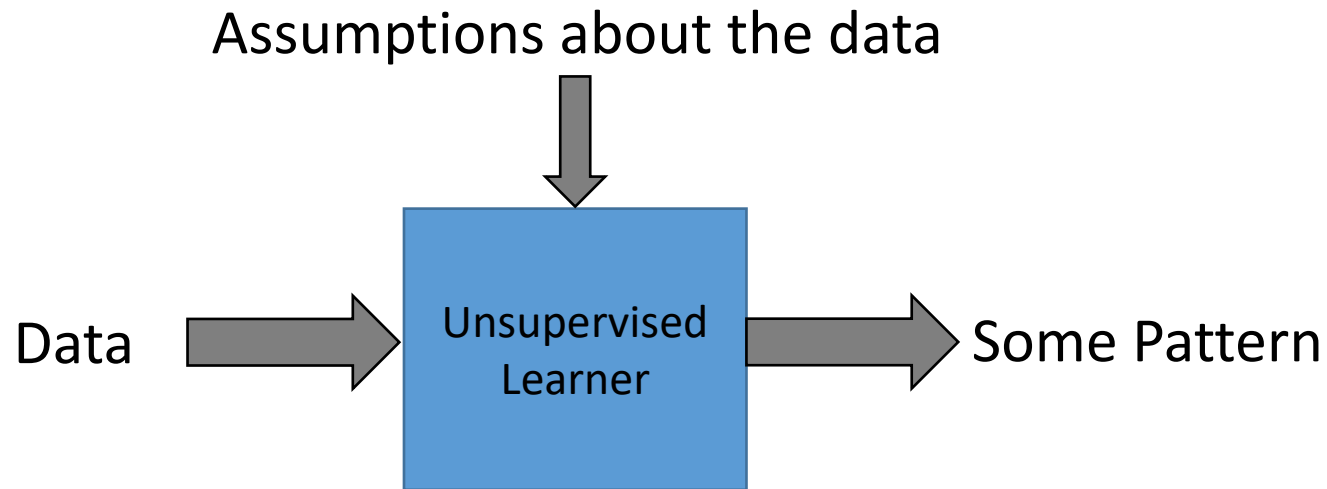 Assumptions about the data
Data
Unsupervised
Learner
Some Pattern